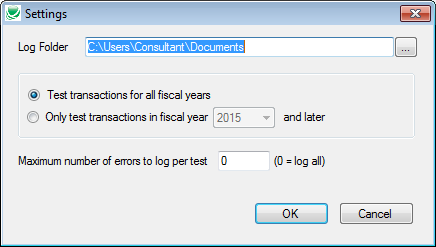 Settings
Log Folder C:\Users\Consultant\Documents ...
Test transactions for all fiscal years
Only test transactions in fiscal year 2015 and later
Maximum number of errors to log per test 0 (0 = log all)
OK Cancel